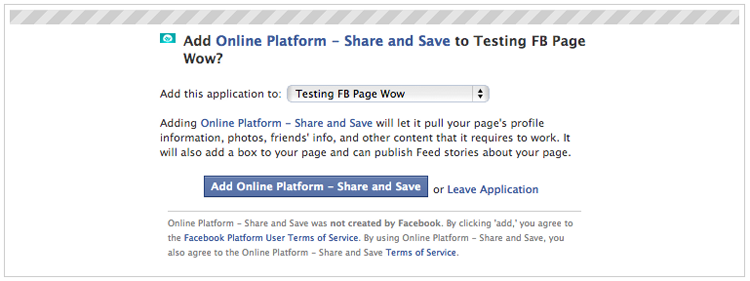 Add Online Platform – Share and Save to Testing FB Page
Wow?
Add this application to: Testing FB Page Wow
Adding Online Platform – Share and Save will let it pull your page's profile
information, photos, friends' info, and other content that it requires to work. It
will also add a box to your page and can publish Feed stories about your page.
Add Online Platform – Share and Save or Leave Application
Online Platform – Share and Save was not created by Facebook. By clicking 'add,' you agree to
the Facebook Platform User Terms of Service. By using Online Platform – Share and Save, you
also agree to the Online Platform – Share and Save Terms of Service.